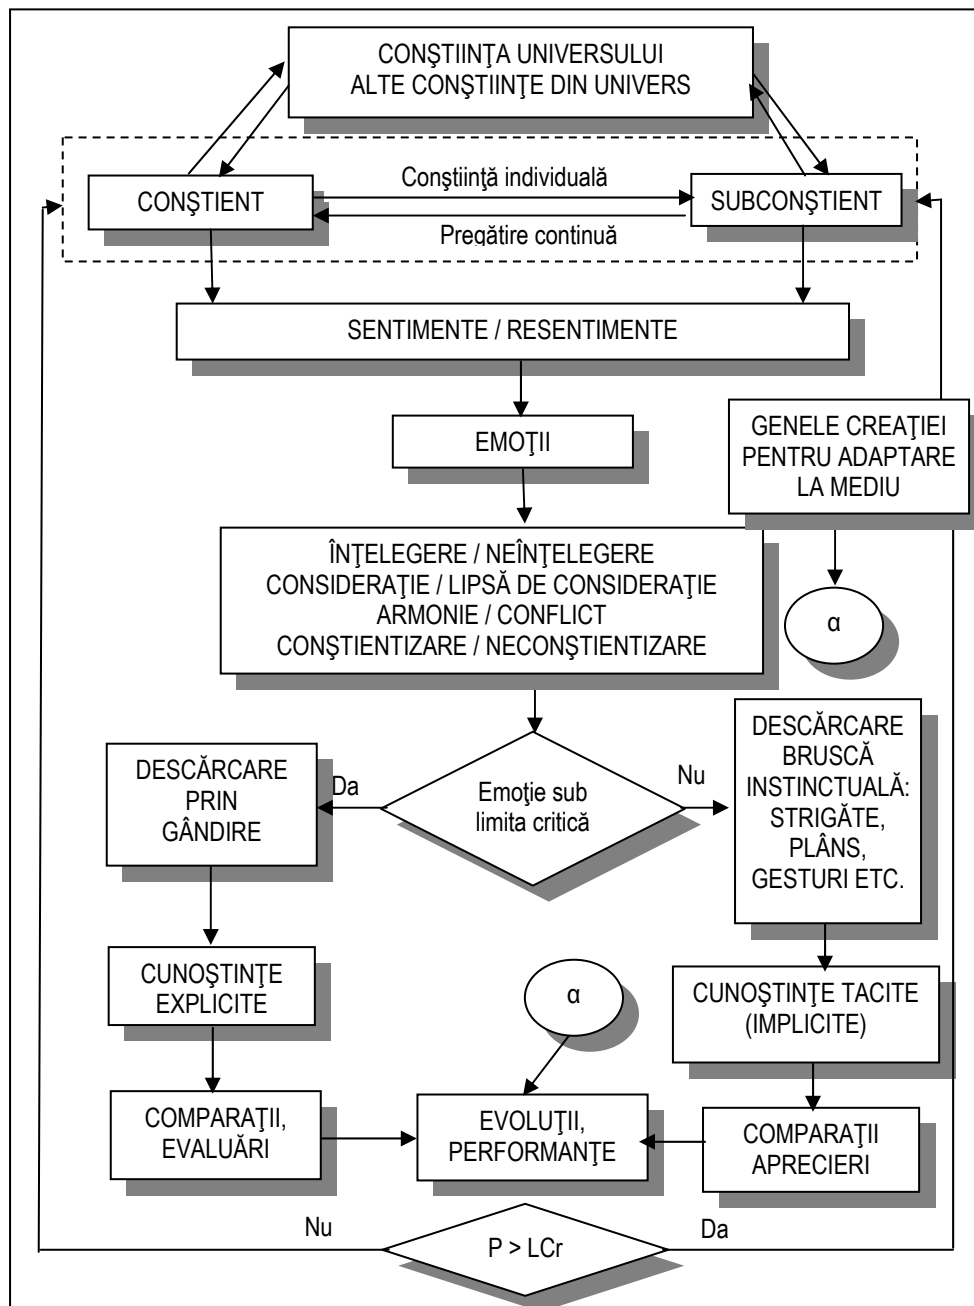 CONŞTIINŢA UNIVERSULUI
ALTE CONŞTIINŢE DIN UNIVERS
Conştiinţă individuală
CONŞTIENT
SUBCONŞTIENT
Pregătire continuă
SENTIMENTE / RESENTIMENTE
EMOŢII
GENELE CREAŢIEI
PENTRU ADAPTARE
LA MEDIU
ÎNŢELEGERE / NEÎNŢELEGERE
CONSIDERAŢIE / LIPSĂ DE CONSIDERAŢIE
ARMONIE / CONFLICT
CONŞTIENTIZARE / NECONŞTIENTIZARE
α
DESCĂRCARE
PRIN
GÂNDIRE
Da
Emoţie sub
limita critică
Nu
DESCĂRCARE
BRUSCĂ
INSTINCTUALĂ:
STRIGĂTE,
PLÂNS,
GESTURI ETC.
CUNOŞTINŢE
EXPLICITE
α
CUNOŞTINŢE TACITE
(IMPLICITE)
COMPARAŢII,
EVALUĂRI
EVOLUŢII,
PERFORMANŢE
COMPARAŢII
APRECIERI
Nu
P > LCr
Da